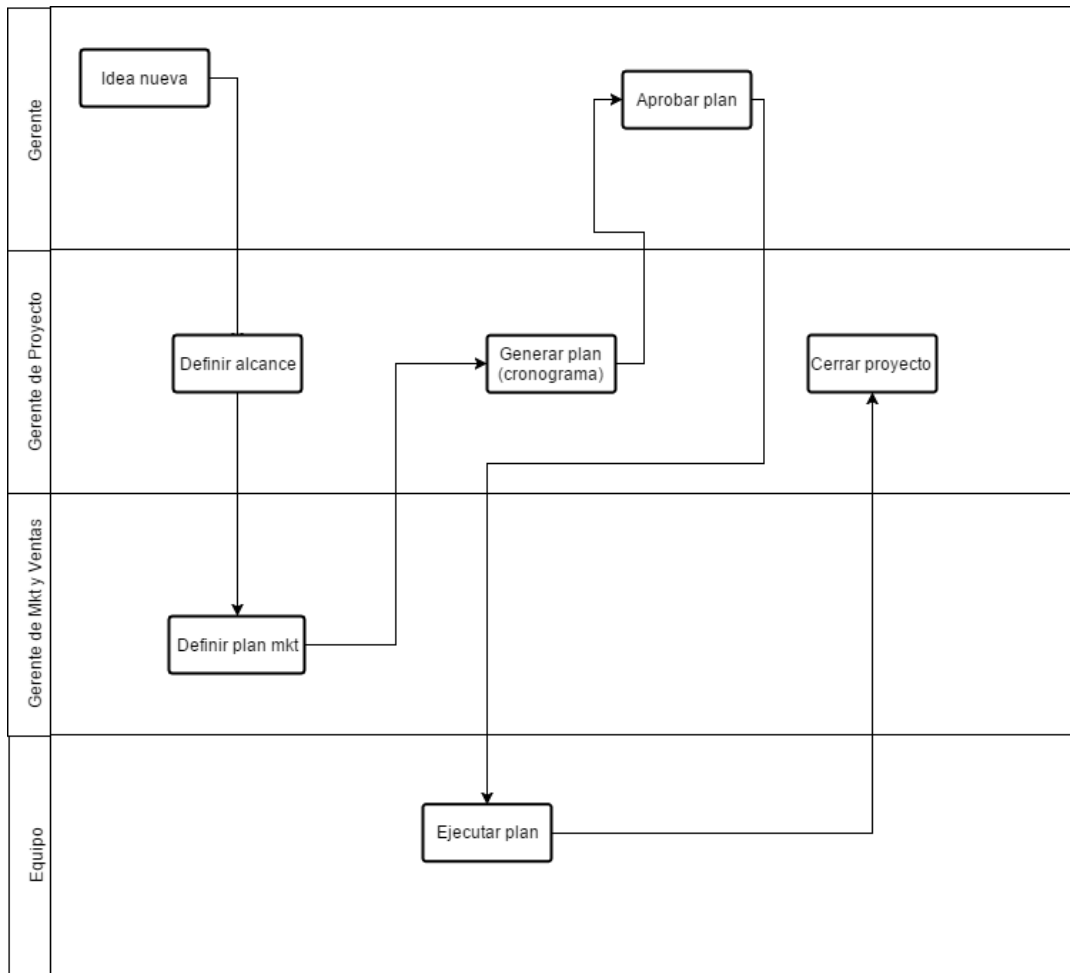 Gerente
Idea nueva
Aprobar plan
Gerente de Proyecto
Definir alcance
Generar plan
(cronograma)
Cerrar proyecto
Gerente de Mkt y Ventas
Definir plan mkt
Equipo
Ejecutar plan